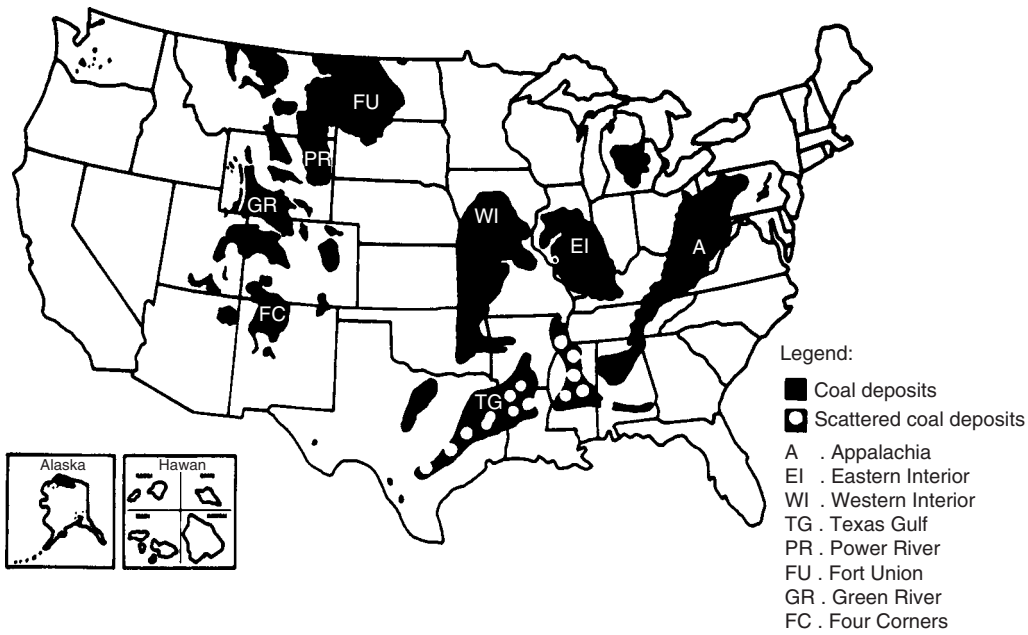 FU
PR
GR
WI
EI
A
FC
TG
Legend:
Coal deposits
Scattered coal deposits
A . Appalachia
EI . Eastern Interior
WI . Western Interior
TG . Texas Gulf
PR . Power River
FU . Fort Union
GR . Green River
FC . Four Corners
Alaska
Hawan